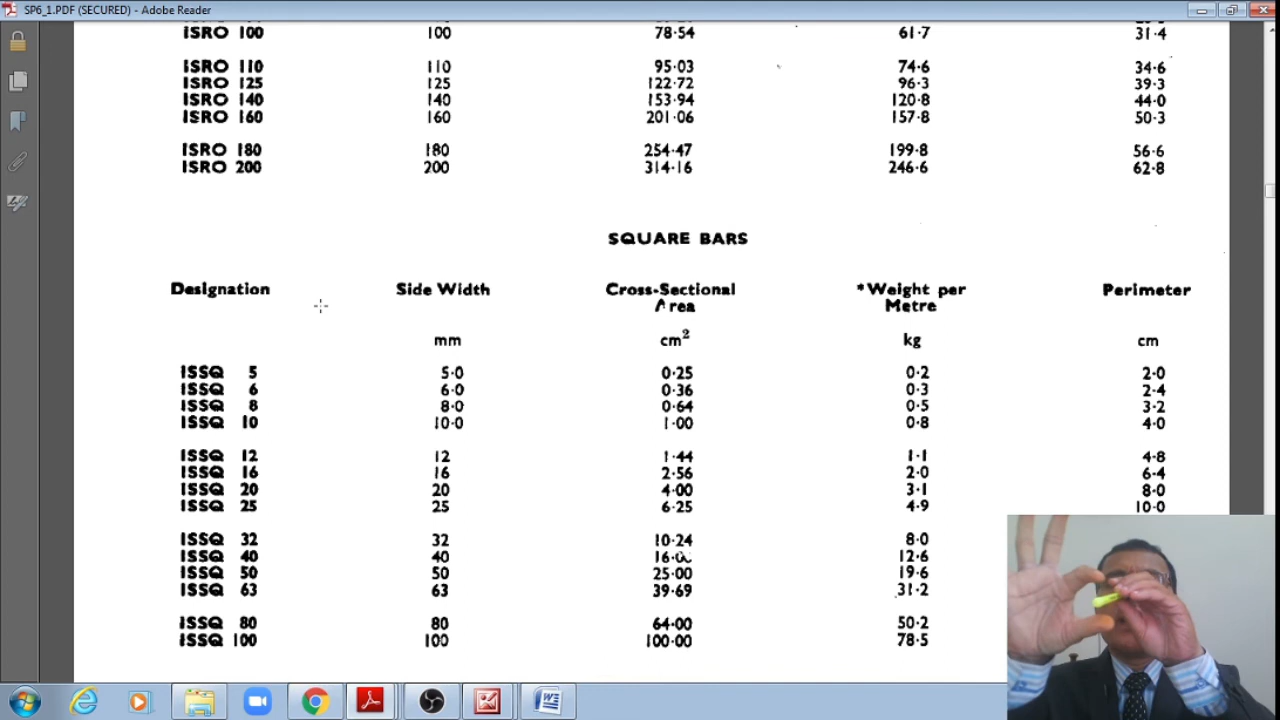 SP6_1.PDF (SECURED) - Adobe Reader
ISRO 100 100 78·54 61·7 31·4
ISRO 110 110 95·03 74·6 34·6
ISRO 125 125 122·72 96·3 39·3
ISRO 140 140 153·94 120·8 44·0
ISRO 160 160 201·06 157·8 50·3
ISRO 180 180 254·47 199·8 56·6
ISRO 200 200 314·16 246·6 62·8
SQUARE BARS
Designation Side Width Cross-Sectional *Weight per Perimeter
Area Metre
mm cm² kg cm
ISSQ 5 5·0 0·25 0·2 2·0
ISSQ 6 6·0 0·36 0·3 2·4
ISSQ 8 8·0 0·64 0·5 3·2
ISSQ 10 10·0 1·00 0·8 4·0
ISSQ 12 12 1·44 1·1 4·8
ISSQ 16 16 2·56 2·0 6·4
ISSQ 20 20 4·00 3·1 8·0
ISSQ 25 25 6·25 4·9 10·0
ISSQ 32 32 10·24 8·0
ISSQ 40 40 16·00 12·6
ISSQ 50 50 25·00 19·6
ISSQ 63 63 39·69 31·2
ISSQ 80 80 64·00 50·2
ISSQ 100 100 100·00 78·5